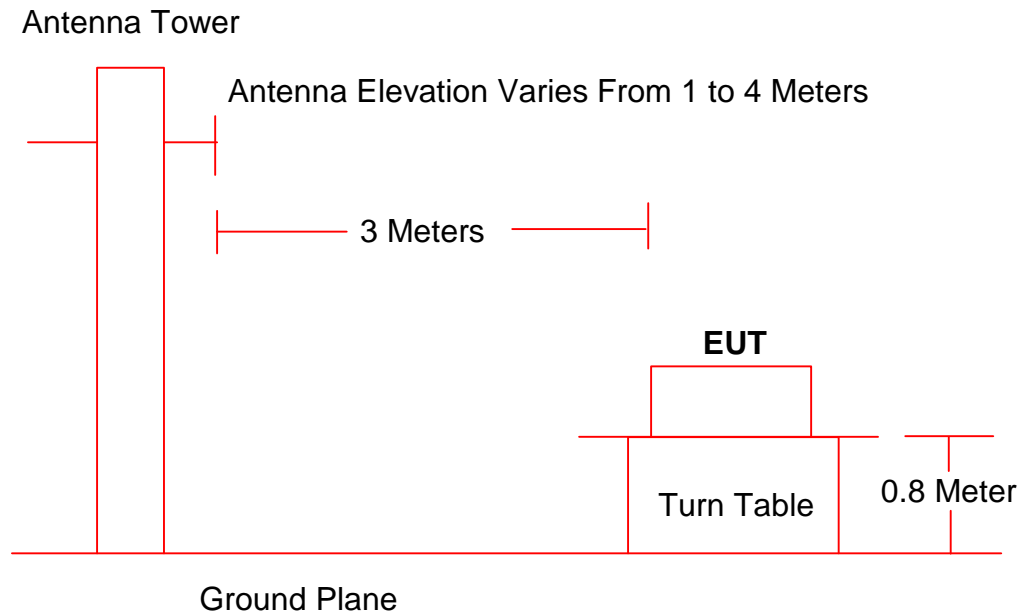 Antenna Tower
Antenna Elevation Varies From 1 to 4 Meters
3 Meters
EUT
Turn Table
0.8 Meter
Ground Plane